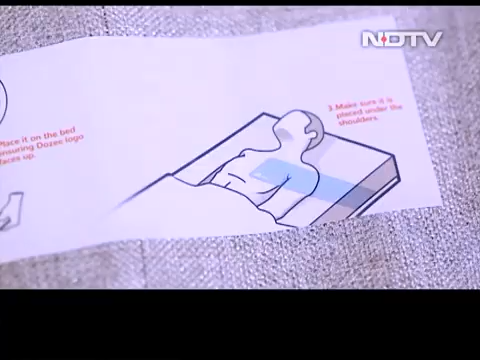 NDTV
Place it on the bed
ensuring Dozee logo
faces up.
3.Make sure it is
placed under the
shoulders.